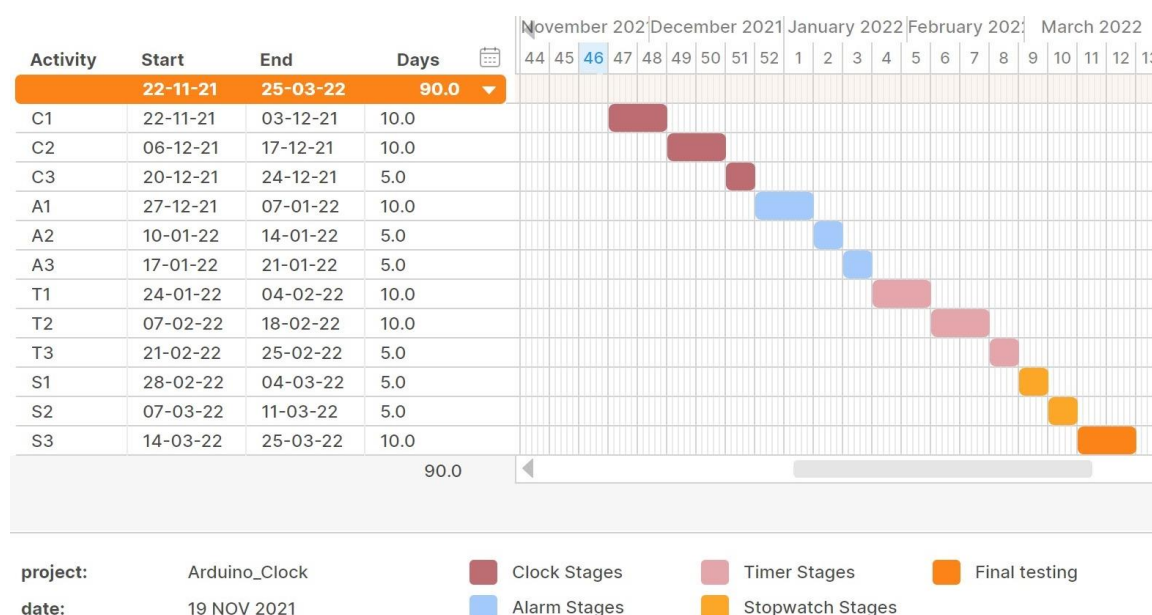 November 202 December 2021 January 2022 February 202 March 2022
Activity Start End Days 44 45 46 47 48 49 50 51 52 1 2 3 4 5 6 7 8 9 10 11 12
22-11-21 25-03-22 90.0
C1 22-11-21 03-12-21 10.0
C2 06-12-21 17-12-21 10.0
C3 20-12-21 24-12-21 5.0
A1 27-12-21 07-01-22 10.0
A2 10-01-22 14-01-22 5.0
A3 17-01-22 21-01-22 5.0
T1 24-01-22 04-02-22 10.0
T2 07-02-22 18-02-22 10.0
T3 21-02-22 25-02-22 5.0
S1 28-02-22 04-03-22 5.0
S2 07-03-22 11-03-22 5.0
S3 14-03-22 25-03-22 10.0
90.0
project: Arduino_Clock Clock Stages Timer Stages Final testing
date: 19 NOV 2021 Alarm Stages Stopwatch Stages